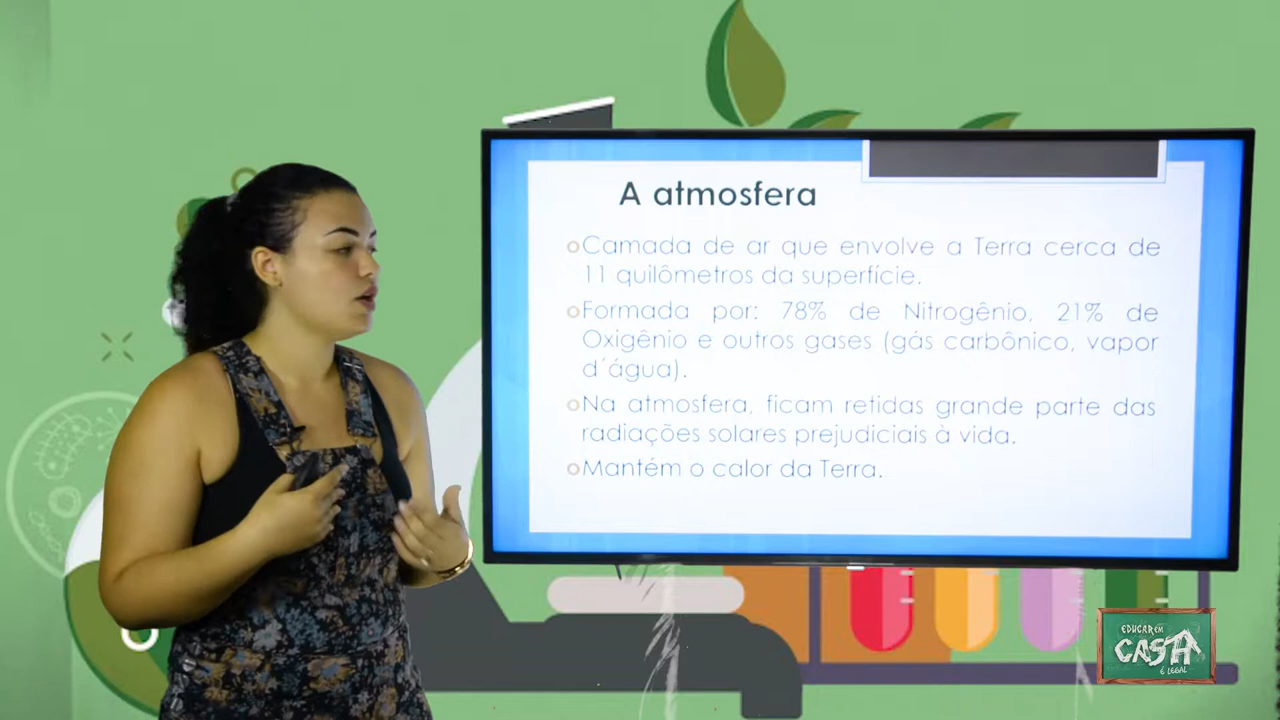 A atmosfera
Camada de ar que envolve a Terra cerca de
11 quilômetros da superfície.
Formada por: 78% de Nitrogênio, 21% de
Oxigênio e outros gases (gás carbônico, vapor
d´água).
Na atmosfera, ficam retidas grande parte das
radiações solares prejudiciais à vida.
Mantém o calor da Terra.
EDUCAR EM
CASA
É LEGAL